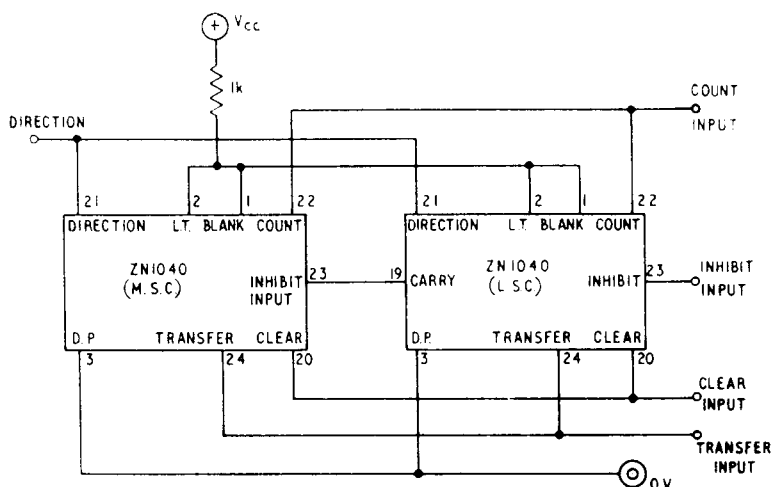 VCC
1k
COUNT
INPUT
DIRECTION
21
2
1
22
21
2
1
22
DIRECTION
L.T.
BLANK
COUNT
DIRECTION
L.T.
BLANK
COUNT
ZN1040
(M.S.C)
INHIBIT
INPUT
23
19
CARRY
ZN1040
(L.S.C)
INHIBIT
23
INHIBIT
INPUT
D.P.
TRANSFER
CLEAR
D.P.
TRANSFER
CLEAR
3
24
20
3
24
20
CLEAR
INPUT
TRANSFER
INPUT
0V